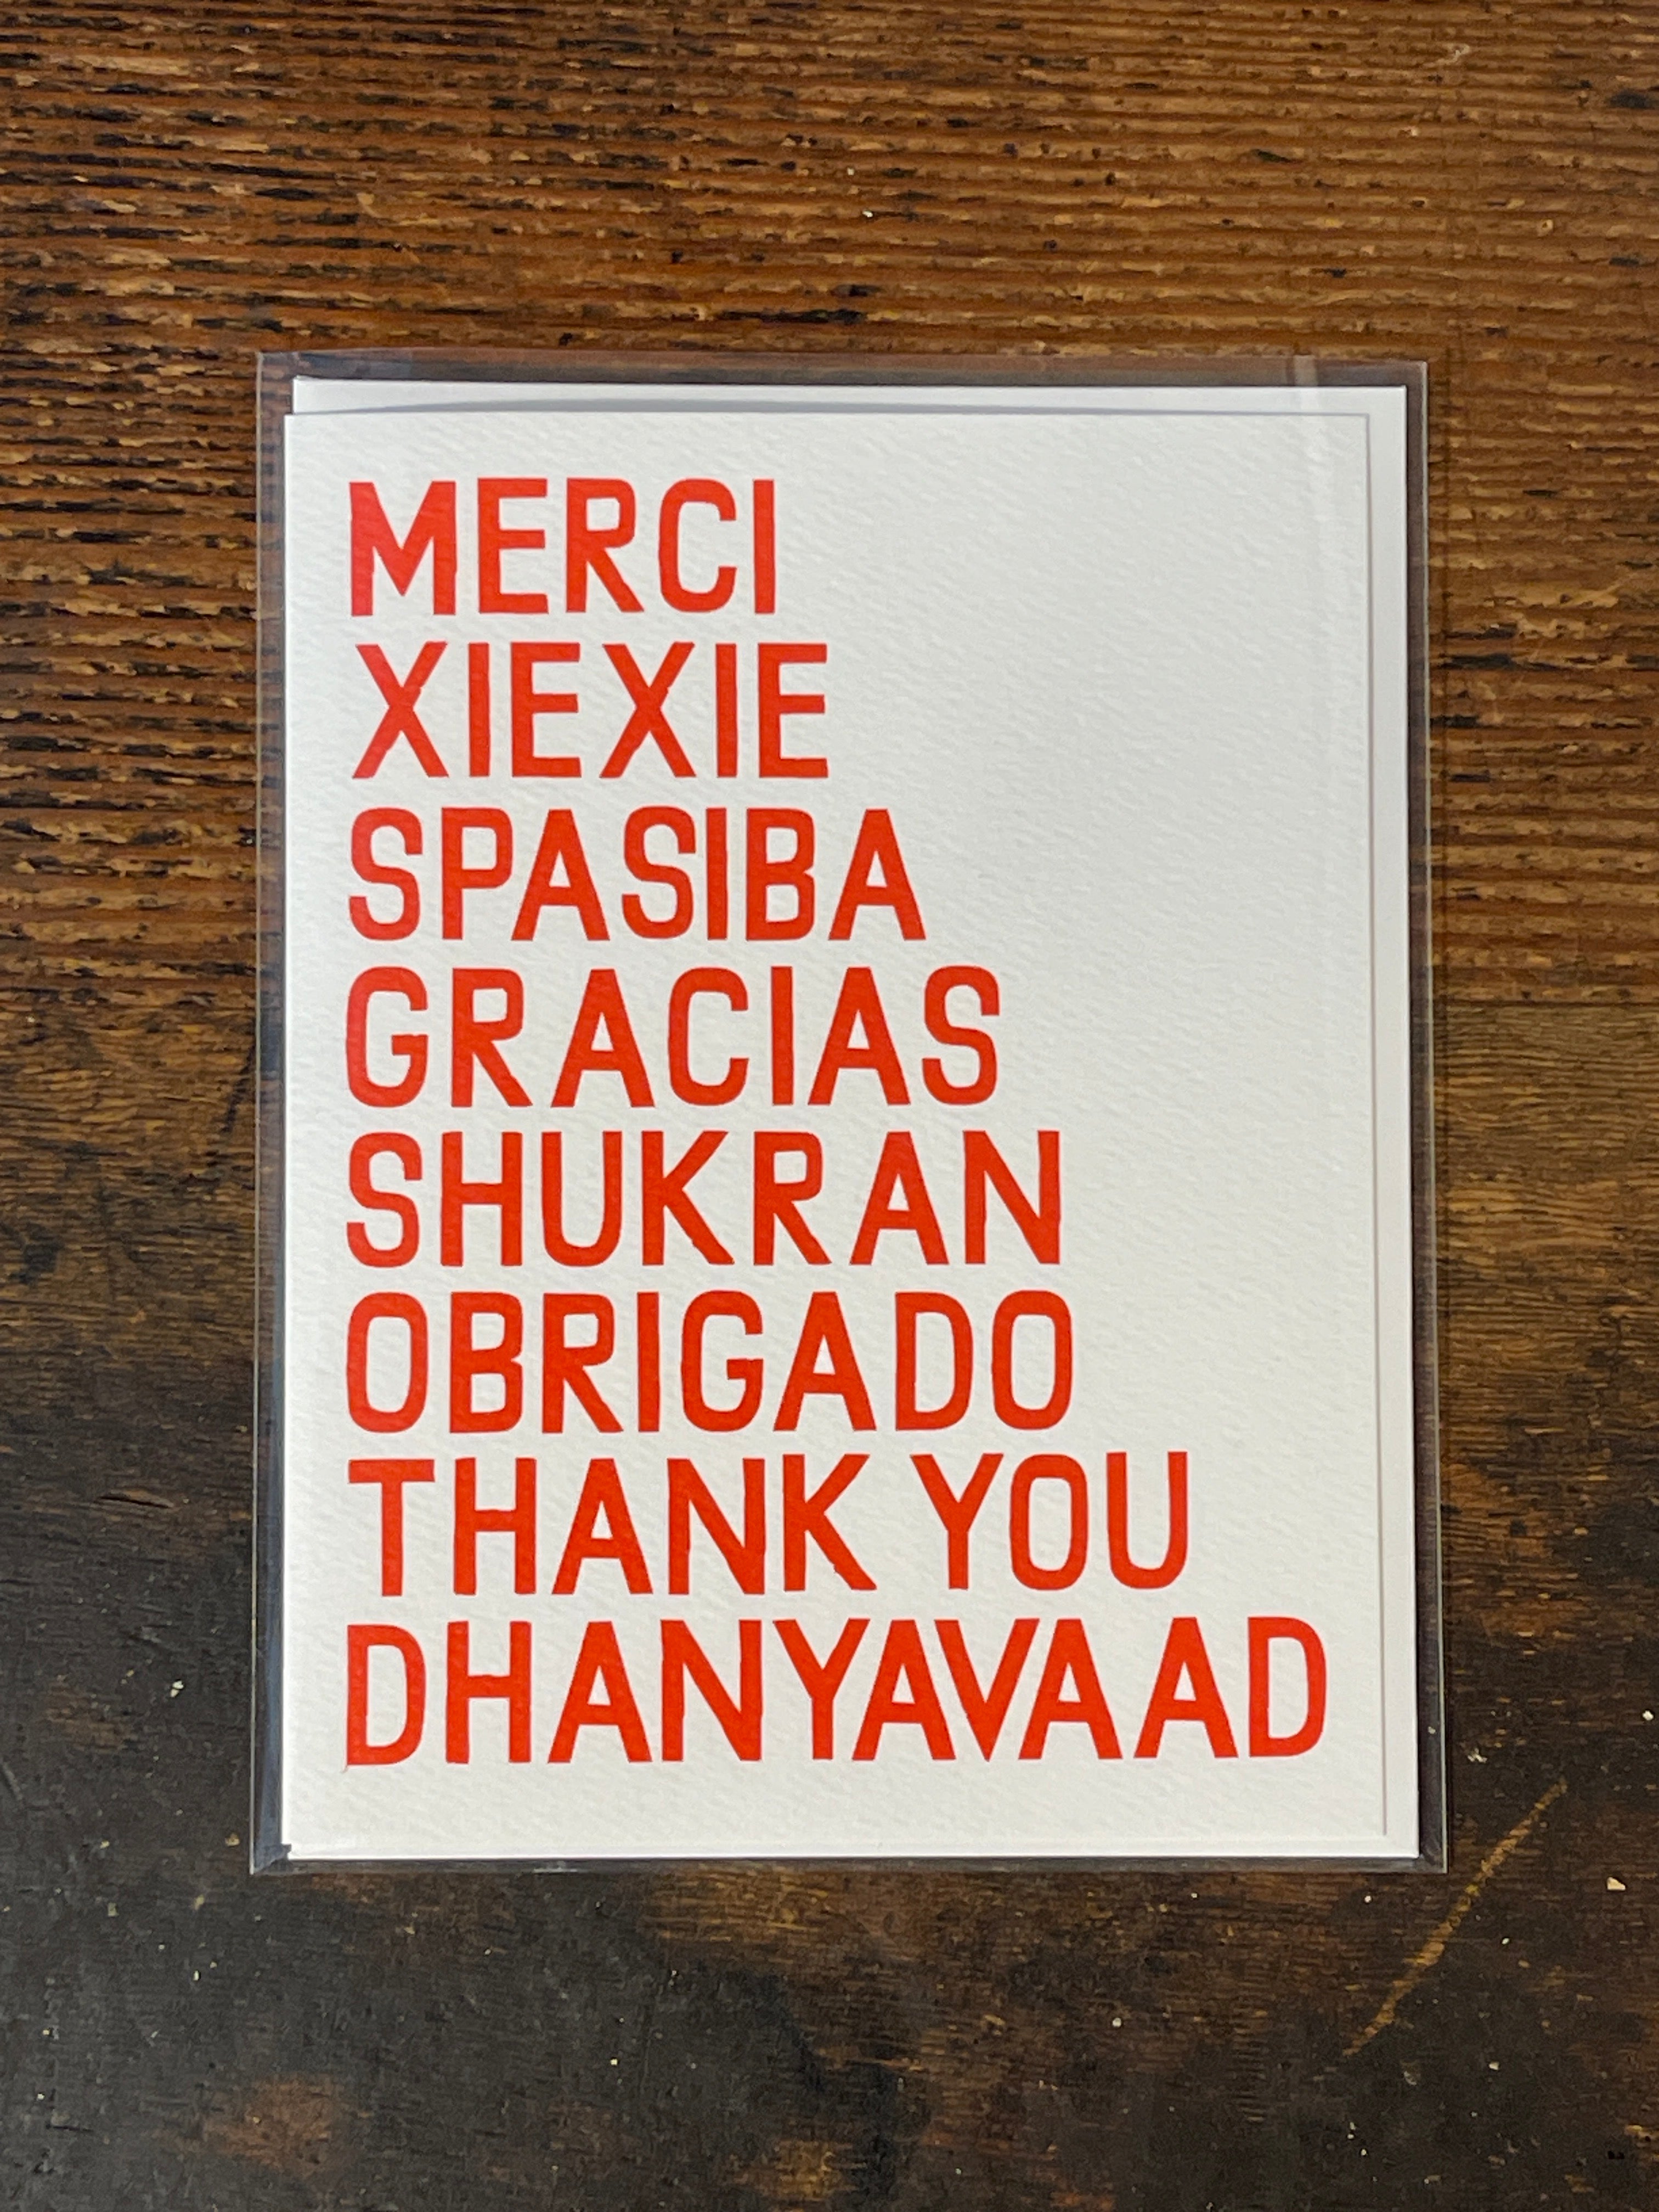 MERCI
XIEXIE
SPASIBA
GRACIAS
SHUKRAN
OBRIGADO
THANK YOU
DHANYAVAAD